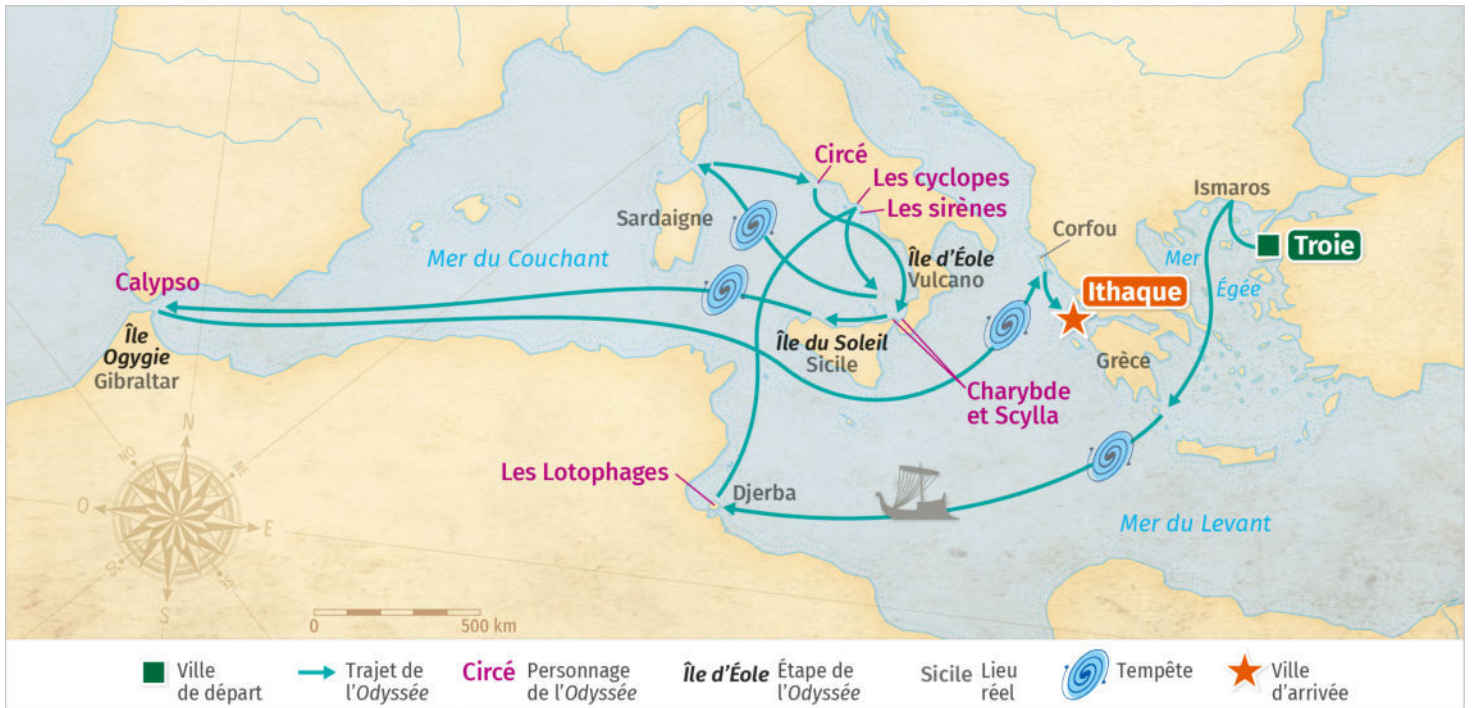 Circé
Les cyclopes
Les sirènes
Ismaros
Sardaigne
Corfou
Troie
Mer du Couchant
Île d'Éole
Vulcano
Mer
Égée
Calypso
Ithaque
Île
Ogygie
Gibraltar
Île du Soleil
Sicile
Grèce
Charybde
et Scylla
Les Lotophages
Djerba
Mer du Levant
N
NO
NE
O
E
SO
SE
S
0
500 km
Ville
de départ
Trajet de
l'Odyssée
Circé
Personnage
de l'Odyssée
Île d'Éole
Étape de
l'Odyssée
Sicile
Lieu
réel
Tempête
Ville
d'arrivée